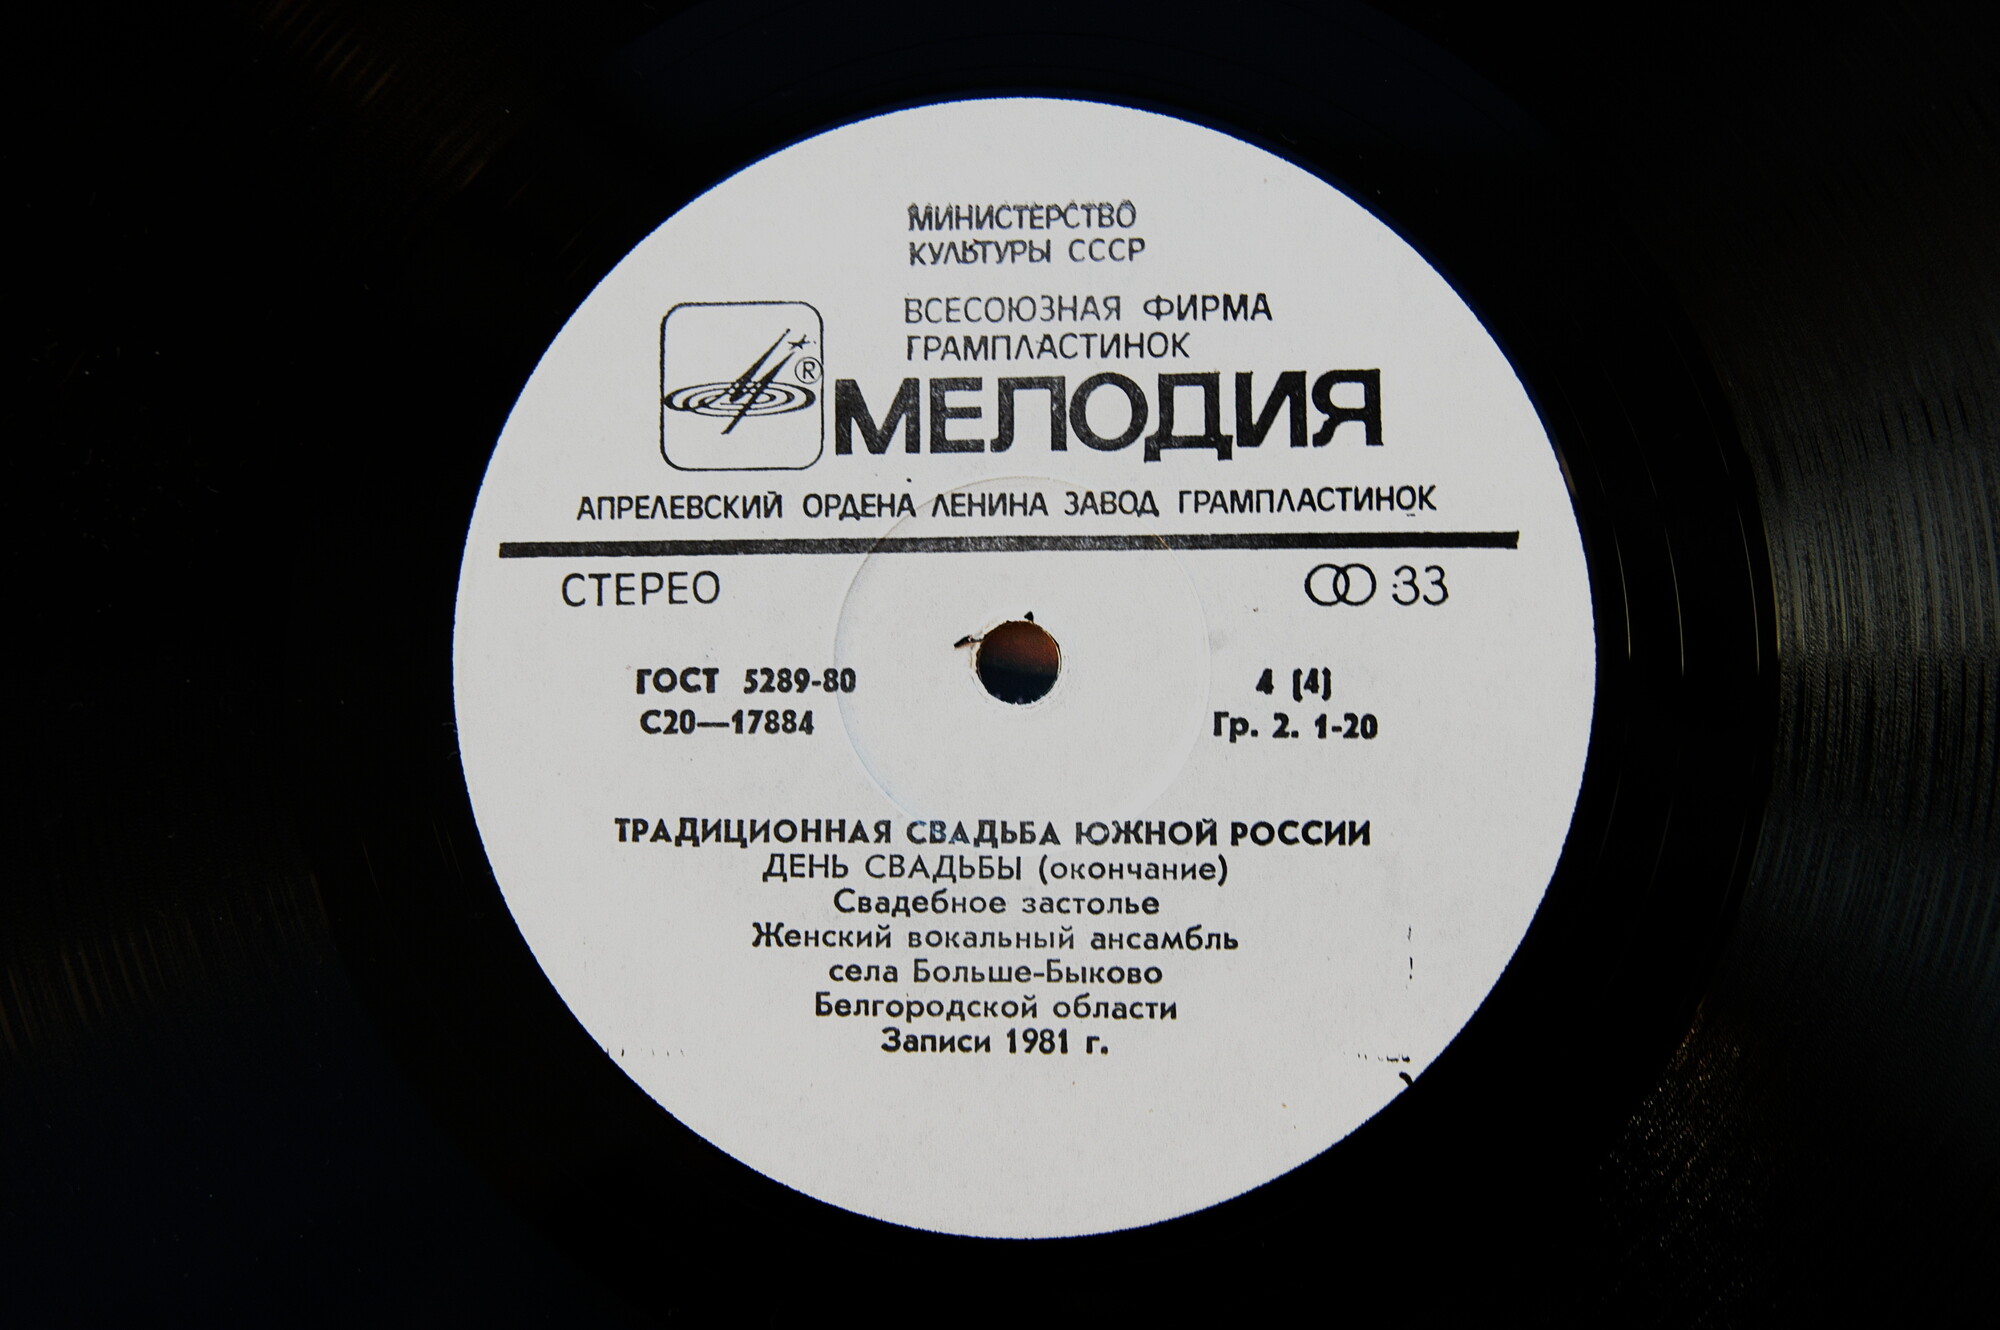 МИНИСТЕРСТВО
КУЛЬТУРЫ СССР
ВСЕСОЮЗНАЯ ФИРМА
ГРАМПЛАСТИНОК
®
МЕЛОДИЯ
АПРЕЛЕВСКИЙ ОРДЕНА ЛЕНИНА ЗАВОД ГРАМПЛАСТИНОК
СТЕРЕО 33
ГОСТ 5289-80 4 (4)
С20—17884 Гр. 2. 1-20
ТРАДИЦИОННАЯ СВАДЬБА ЮЖНОЙ РОССИИ
ДЕНЬ СВАДЬБЫ (окончание)
Свадебное застолье
Женский вокальный ансамбль
села Больше-Быково
Белгородской области
Записи 1981 г.